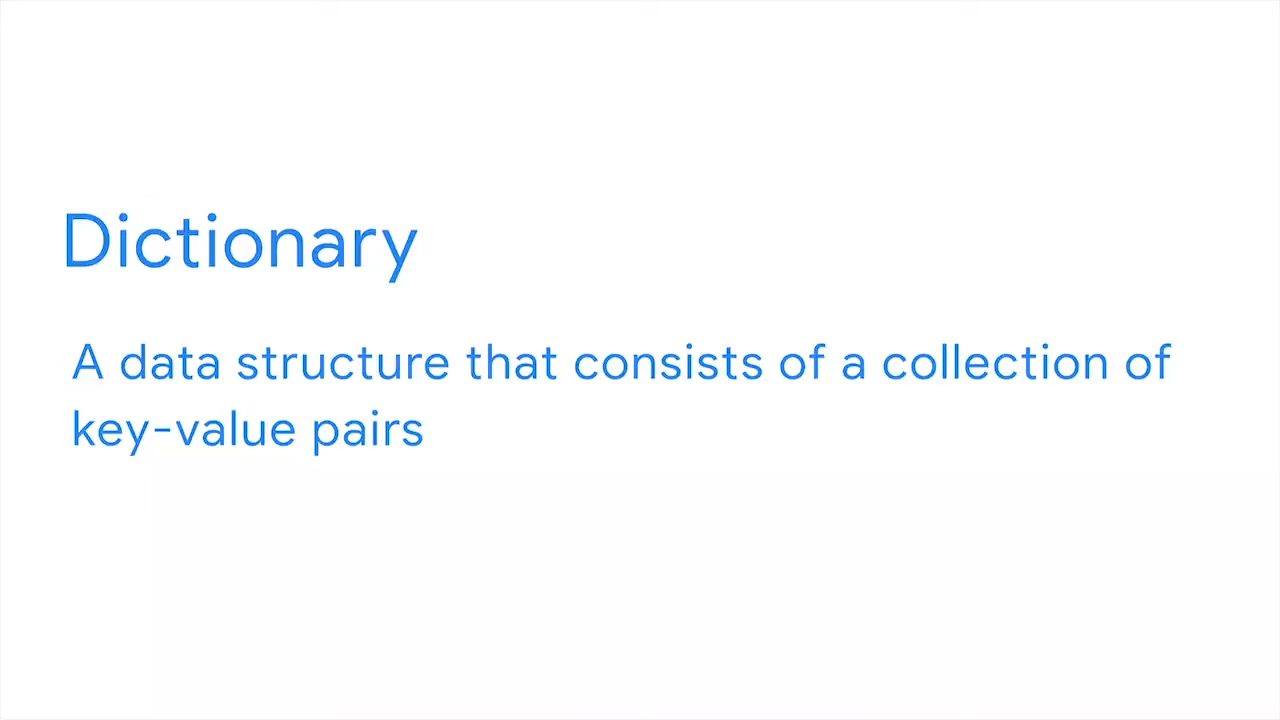 Dictionary
A data structure that consists of a collection of
key-value pairs